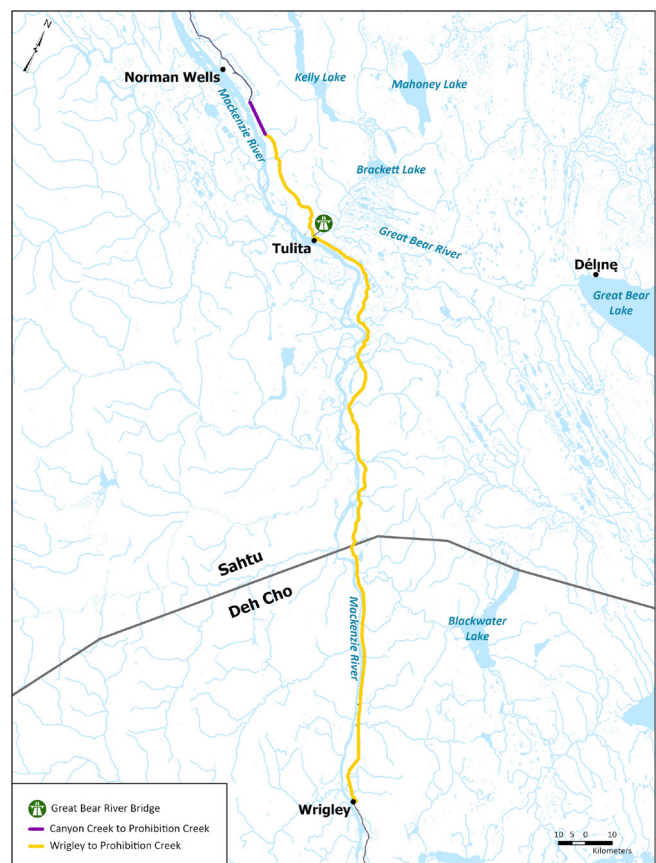 N
Norman Wells
Kelly Lake
Mahoney Lake
Mackenzie River
Brackett Lake
Great Bear River
Tulita
Délı̨nę
Great Bear
Lake
Sahtu
Deh Cho
Mackenzie River
Blackwater
Lake
Wrigley
Great Bear River Bridge
Canyon Creek to Prohibition Creek
Wrigley to Prohibition Creek
10 5 0 10
Kilometers